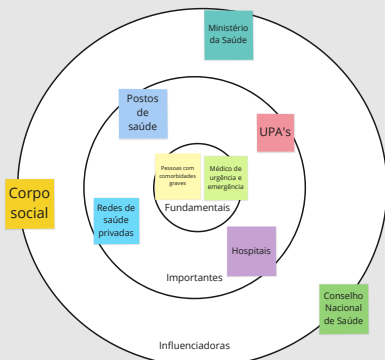 Ministério
da Saúde
Postos
de
saúde
UPA's
Pessoas com
comorbidades
graves
Médico de
urgência e
emergência
Corpo
social
Redes de
saúde
privadas
Fundamentais
Hospitais
Importantes
Conselho
Nacional
de Saúde
Influenciadoras